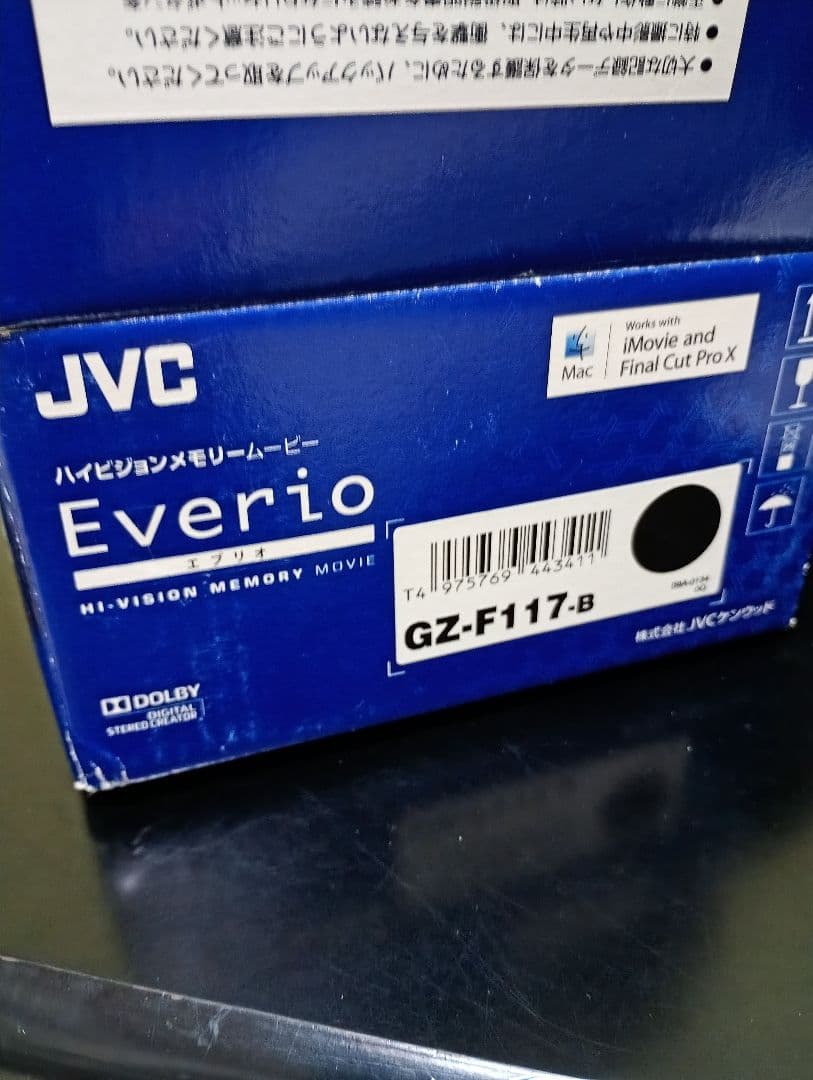 ● 大切な記録データを保護するために、バックアップを取ってください。
● 特に撮影中や再生中には、衝撃を与えないようにご注意ください。
JVC
Mac
Works with
iMovie and
Final Cut Pro X
ハイビジョンメモリームービー
Everio
エブリオ
HI-VISION MEMORY MOVIE
T4 975769 443411
GZ-F117-B
株式会社 JVCケンウッド
DOLBY
DIGITAL
STEREO CREATOR